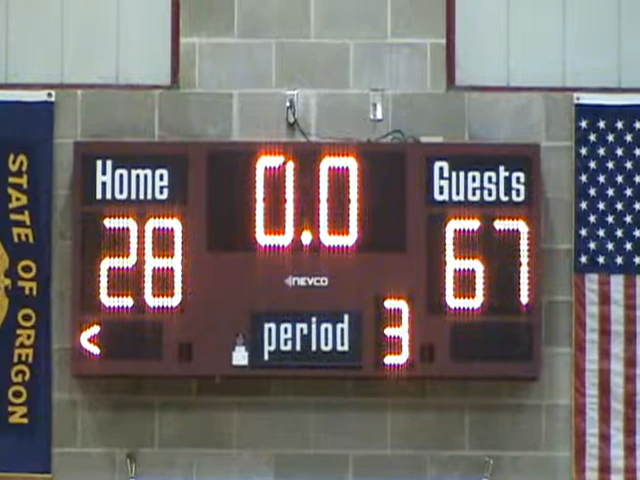 Home
0.0
Guests
28
67
NEVCO
<
period
3
STATE OF OREGON